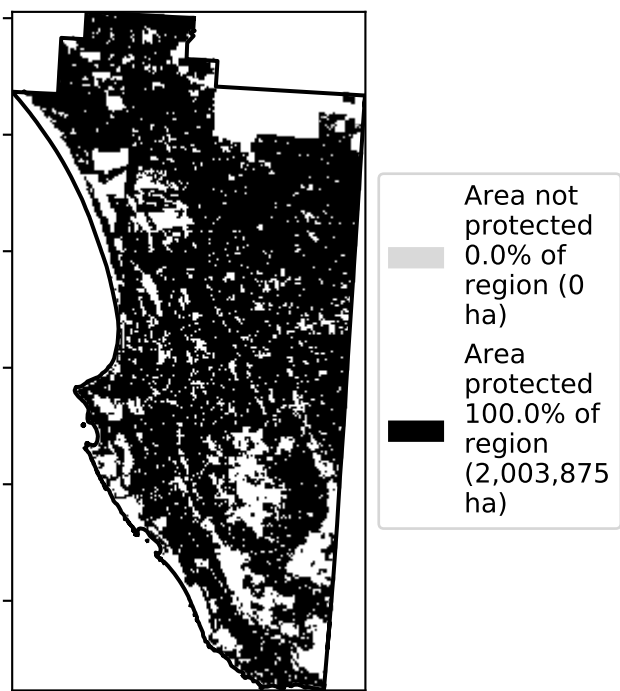 Area not
protected
0.0% of
region (0
ha)
Area
protected
100.0% of
region
(2,003,875
ha)